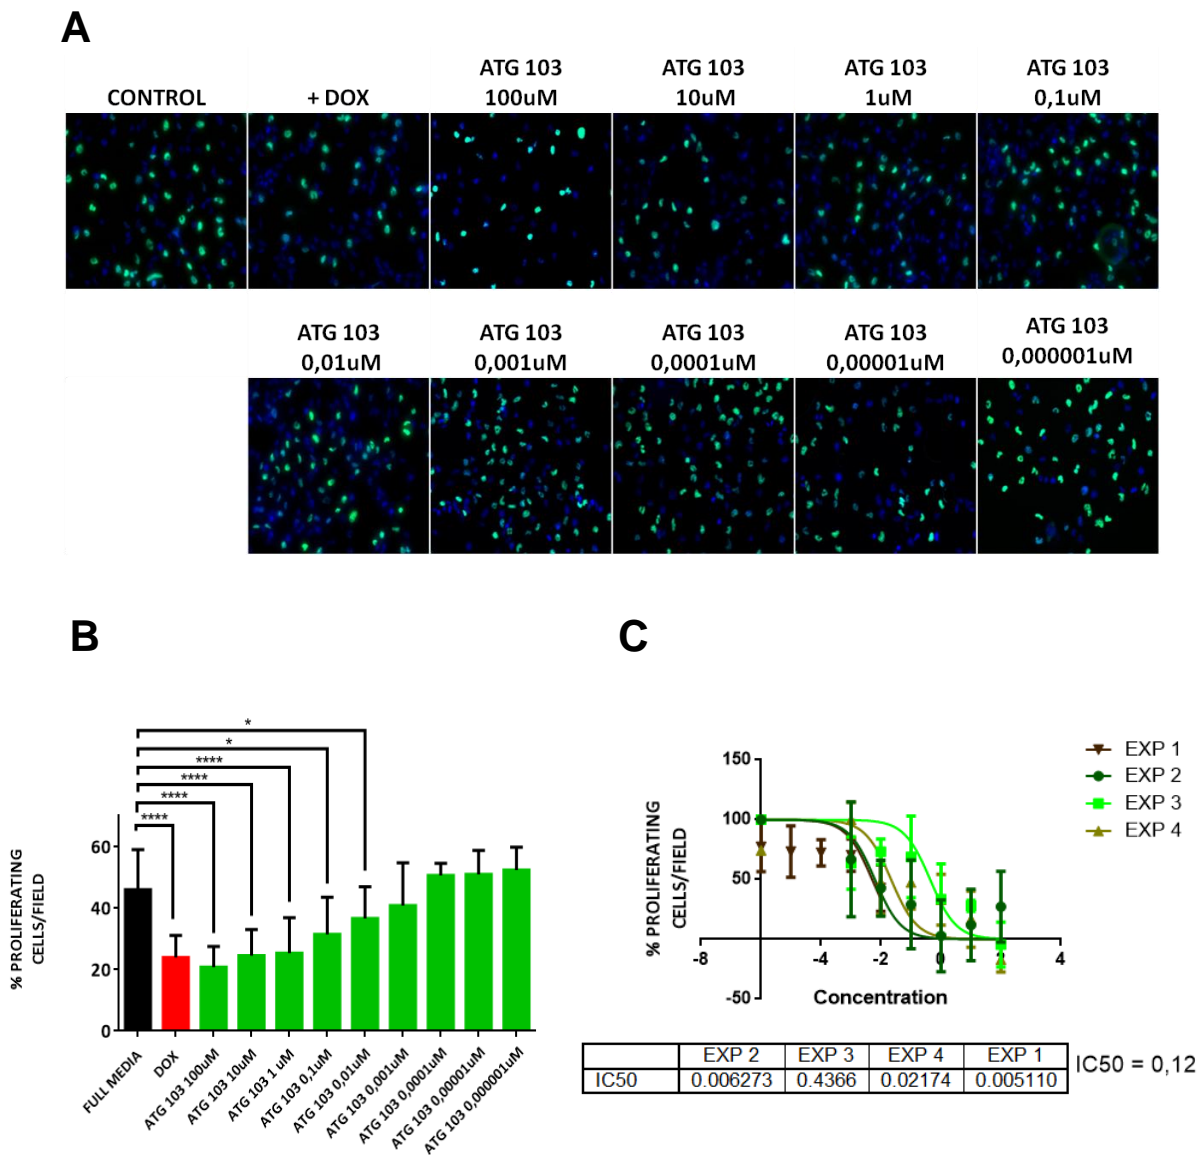 A
CONTROL
+ DOX
ATG 103
100uM
ATG 103
10uM
ATG 103
1uM
ATG 103
0,1uM
ATG 103
0,01uM
ATG 103
0,001uM
ATG 103
0,0001uM
ATG 103
0,00001uM
ATG 103
0,000001uM
B
% PROLIFERATING
CELLS/FIELD
60
40
20
0
*
*
****
****
****
****
FULL MEDIA
DOX
ATG 103 100uM
ATG 103 10uM
ATG 103 1 uM
ATG 103 0,1uM
ATG 103 0,01uM
ATG 103 0,001uM
ATG 103 0,0001uM
ATG 103 0,00001uM
ATG 103 0,000001uM
C
% PROLIFERATING
CELLS/FIELD
150
100
50
-50
-8
-4
-2
0
2
4
Concentration
EXP 1
EXP 2
EXP 3
EXP 4
EXP 2 EXP 3 EXP 4 EXP 1
IC50 0.006273 0.4366 0.02174 0.005110
IC50 = 0,12